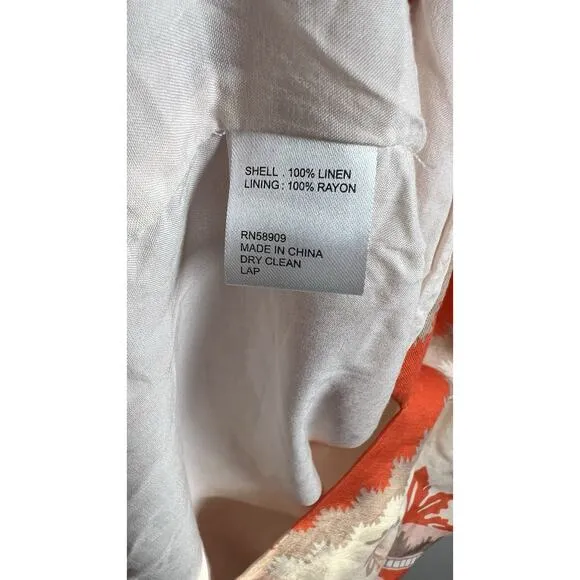 SHELL . 100% LINEN
LINING : 100% RAYON
RN58909
MADE IN CHINA
DRY CLEAN
LAP